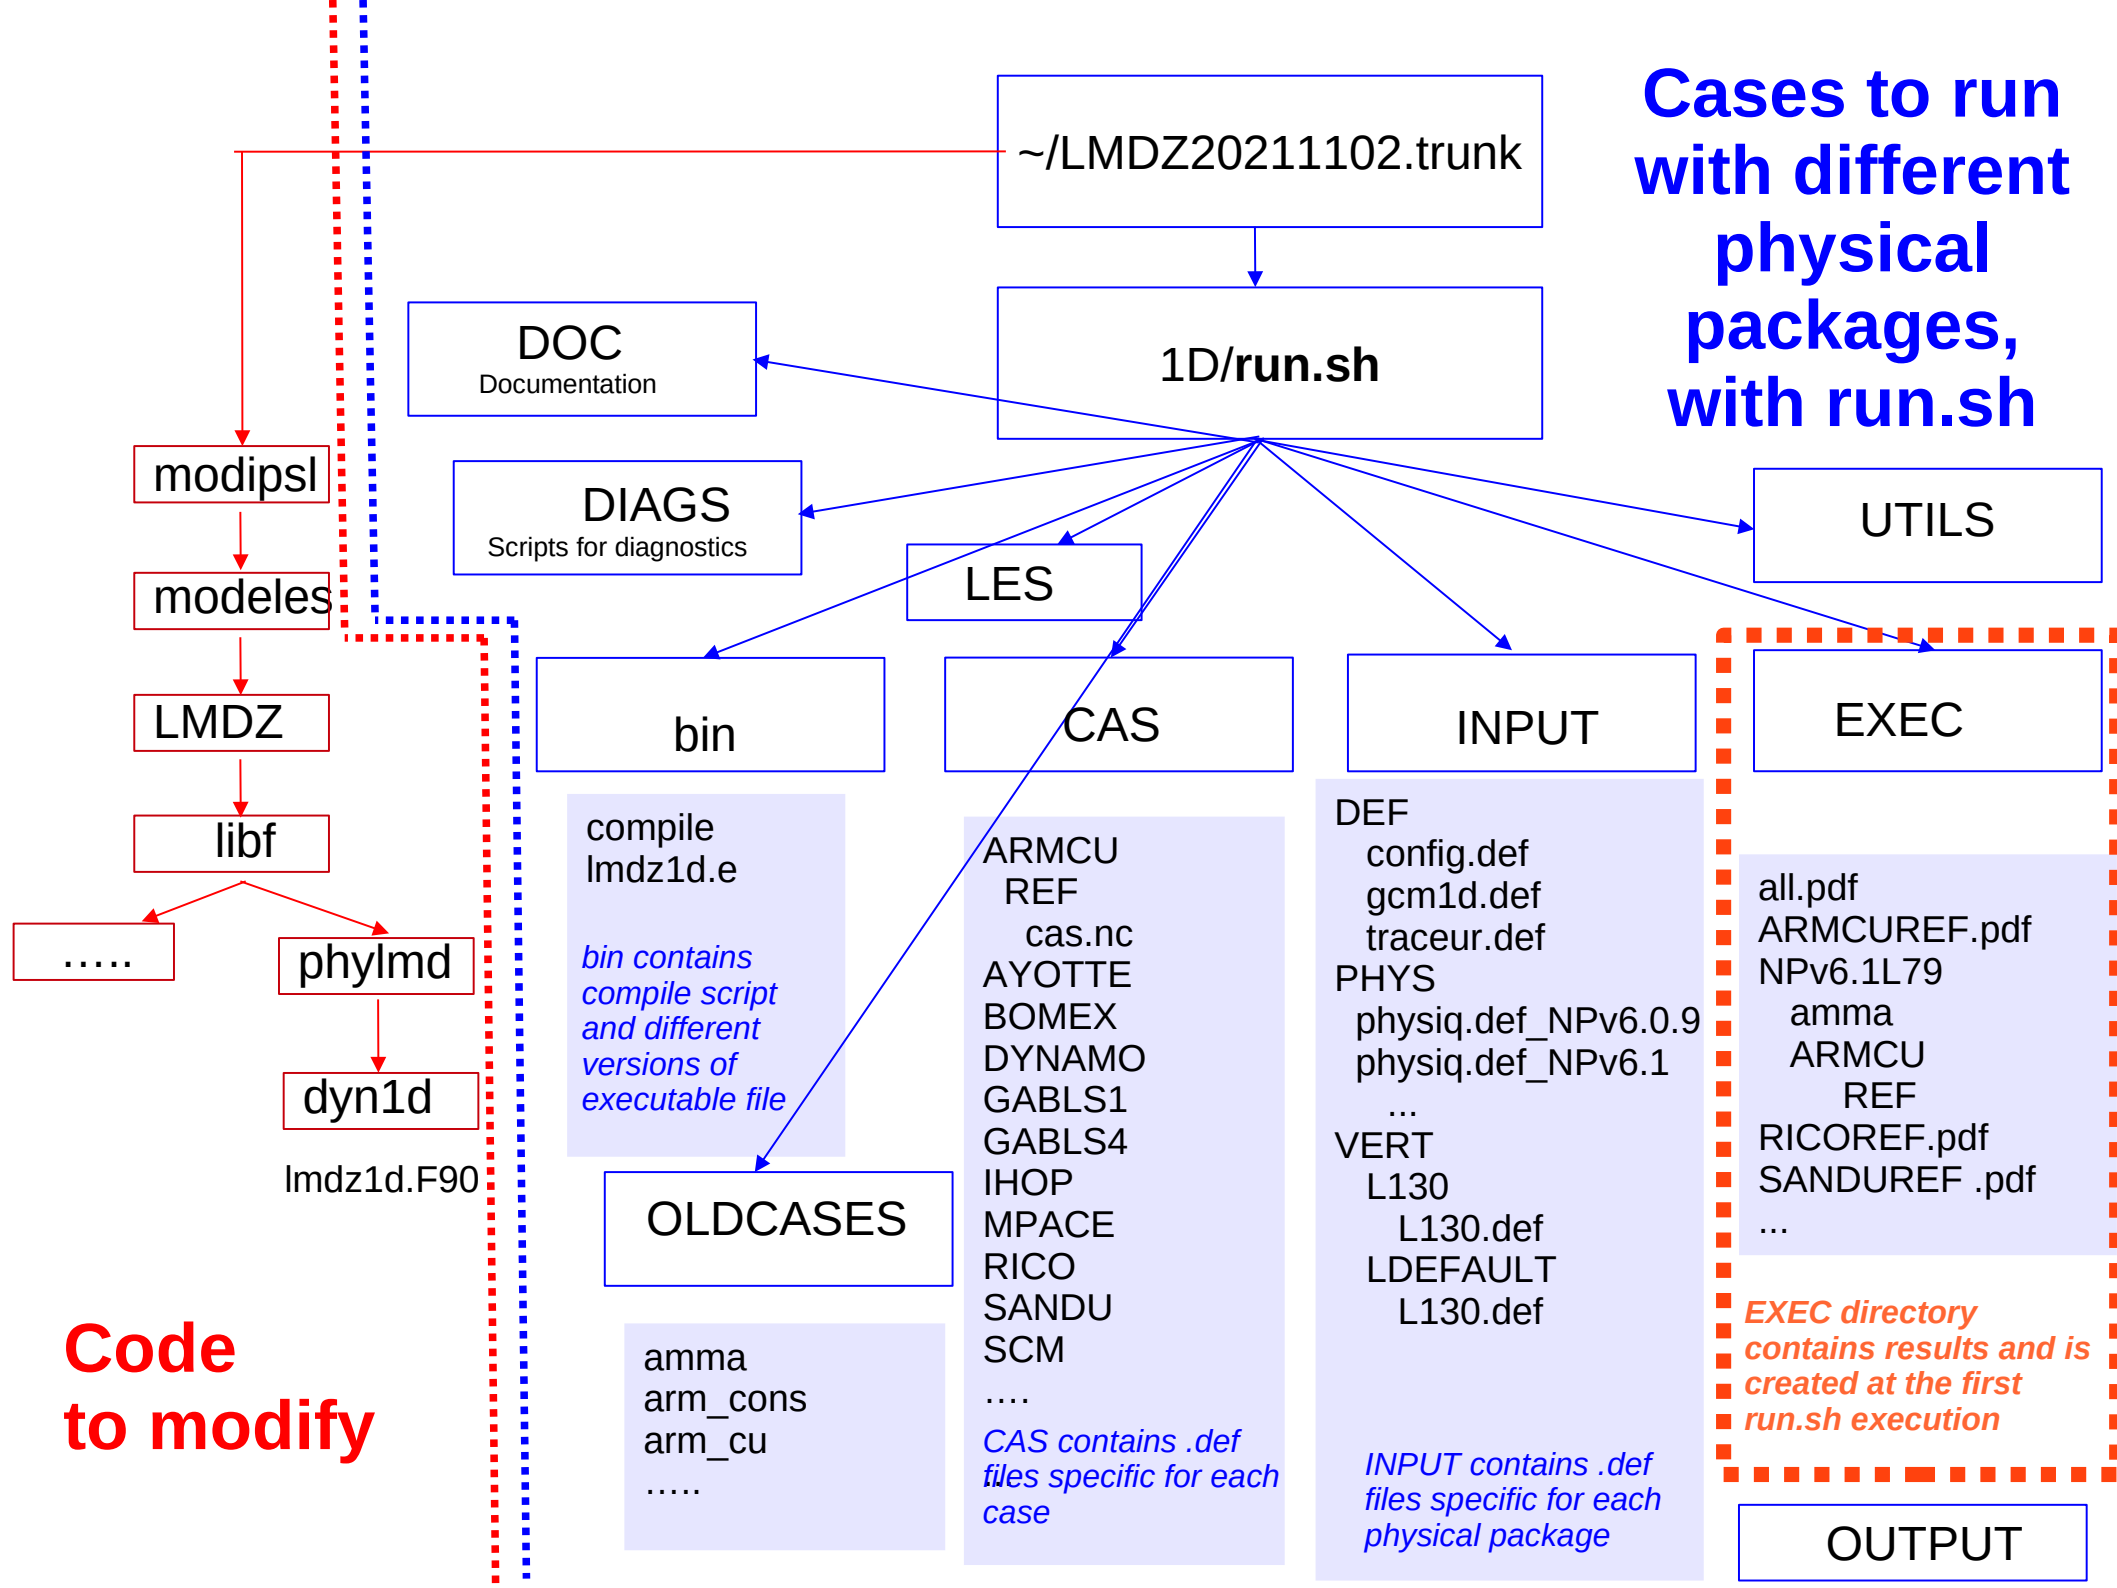 Cases to run
with different
physical
packages,
with run.sh
~/LMDZ20211102.trunk
1D/run.sh
DOC
Documentation
DIAGS
Scripts for diagnostics
LES
UTILS
modipsl
modeles
LMDZ
libf
…..
phylmd
dyn1d
lmdz1d.F90
Code
to modify
bin
compile
lmdz1d.e
bin contains
compile script
and different
versions of
executable file
OLDCASES
amma
arm_cons
arm_cu
…..
CAS
ARMCU
REF
cas.nc
AYOTTE
BOMEX
DYNAMO
GABLS1
GABLS4
IHOP
MPACE
RICO
SANDU
SCM
….
...
CAS contains .def
files specific for each
case
INPUT
DEF
config.def
gcm1d.def
traceur.def
PHYS
physiq.def_NPv6.0.9
physiq.def_NPv6.1
...
VERT
L130
L130.def
LDEFAULT
L130.def
INPUT contains .def
files specific for each
physical package
EXEC
all.pdf
ARMCUREF.pdf
NPv6.1L79
amma
ARMCU
REF
RICOREF.pdf
SANDUREF .pdf
...
EXEC directory
contains results and is
created at the first
run.sh execution
OUTPUT